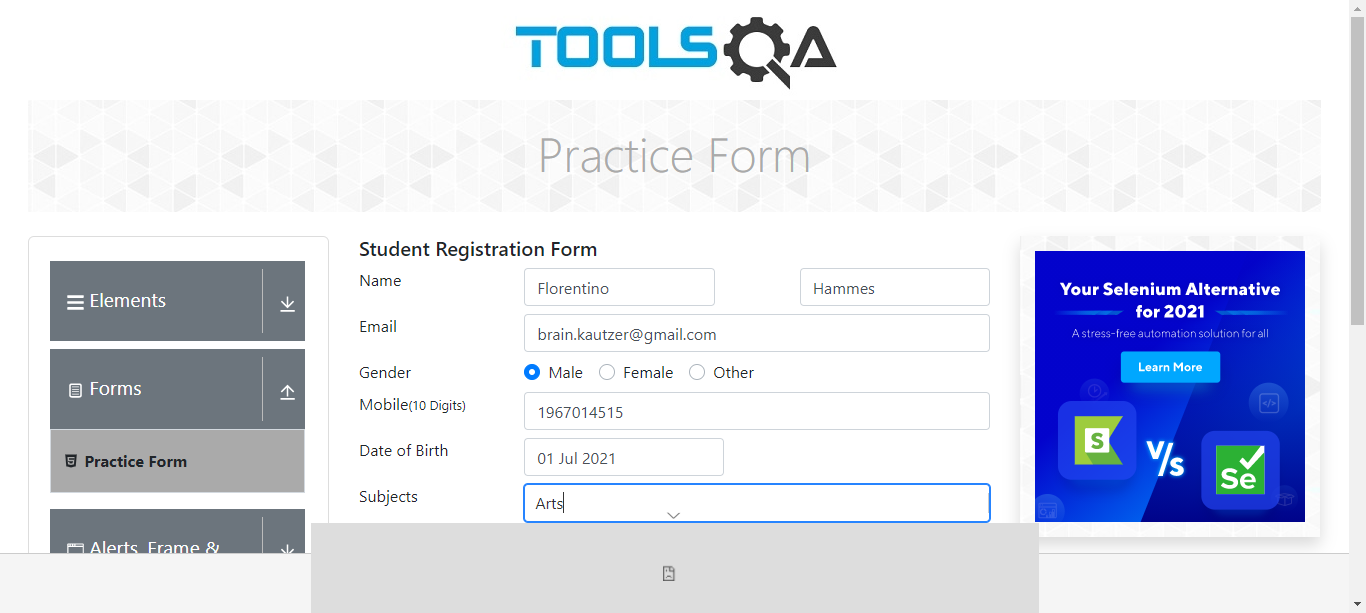 TOOLSQA
Practice Form
Elements
Forms
Practice Form
Alerts, Frame &
Student Registration Form
Name
Florentino
Hammes
Email
brain.kautzer@gmail.com
Gender
Male
Female
Other
Mobile(10 Digits)
1967014515
Date of Birth
01 Jul 2021
Subjects
Arts
Your Selenium Alternative
for 2021
A stress-free automation solution for all
Learn More
S
V/s
Se